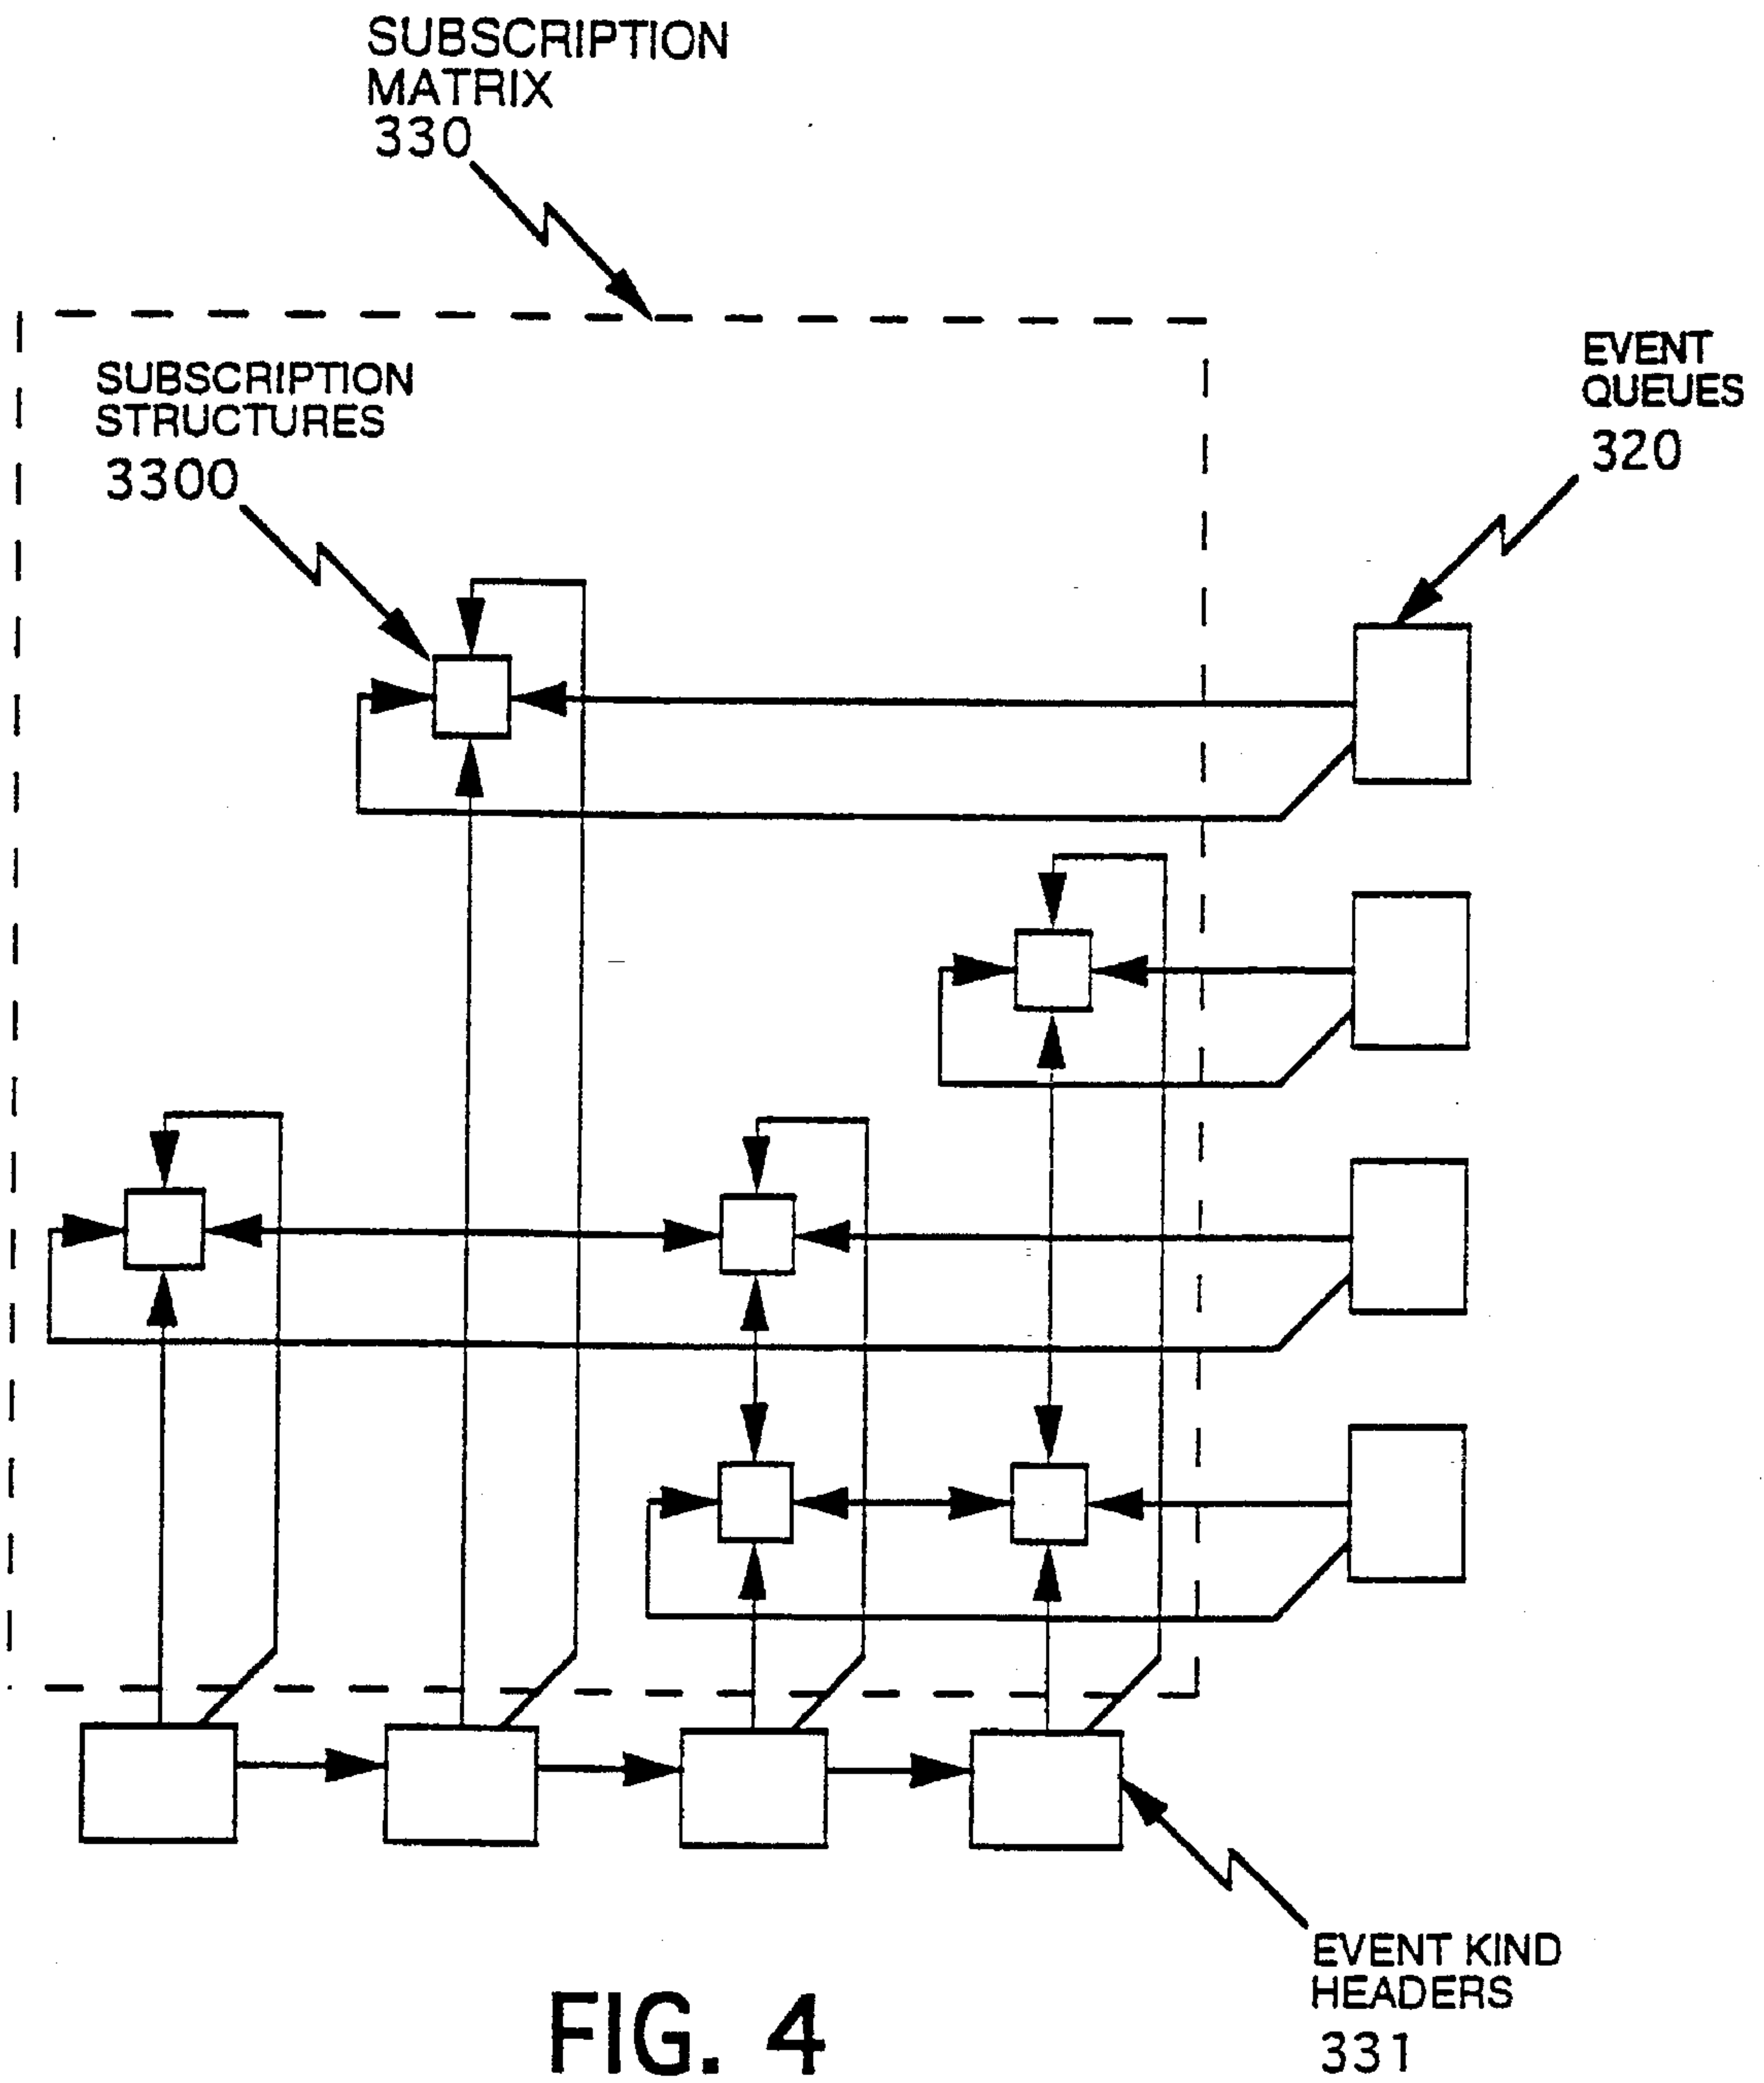 SUBSCRIPTION
MATRIX
330
SUBSCRIPTION
STRUCTURES
3300
EVENT
QUEUES
320
EVENT KIND
HEADERS
331
FIG. 4